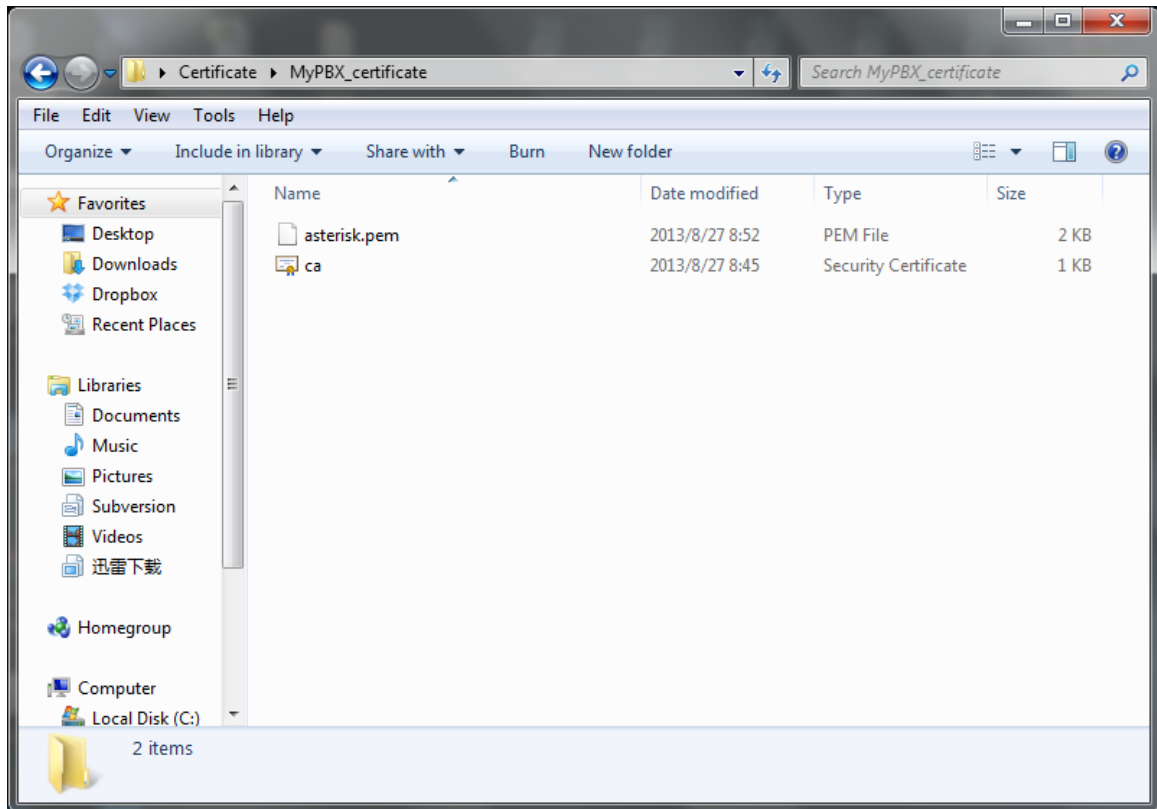 Certificate MyPBX_certificate Search MyPBX_certificate
File Edit View Tools Help
Organize Include in library Share with Burn New folder
Name Date modified Type Size
asterisk.pem 2013/8/27 8:52 PEM File 2 KB
ca 2013/8/27 8:45 Security Certificate 1 KB
Favorites
Desktop
Downloads
Dropbox
Recent Places
Libraries
Documents
Music
Pictures
Subversion
Videos
迅雷下载
Homegroup
Computer
Local Disk (C:)
2 items